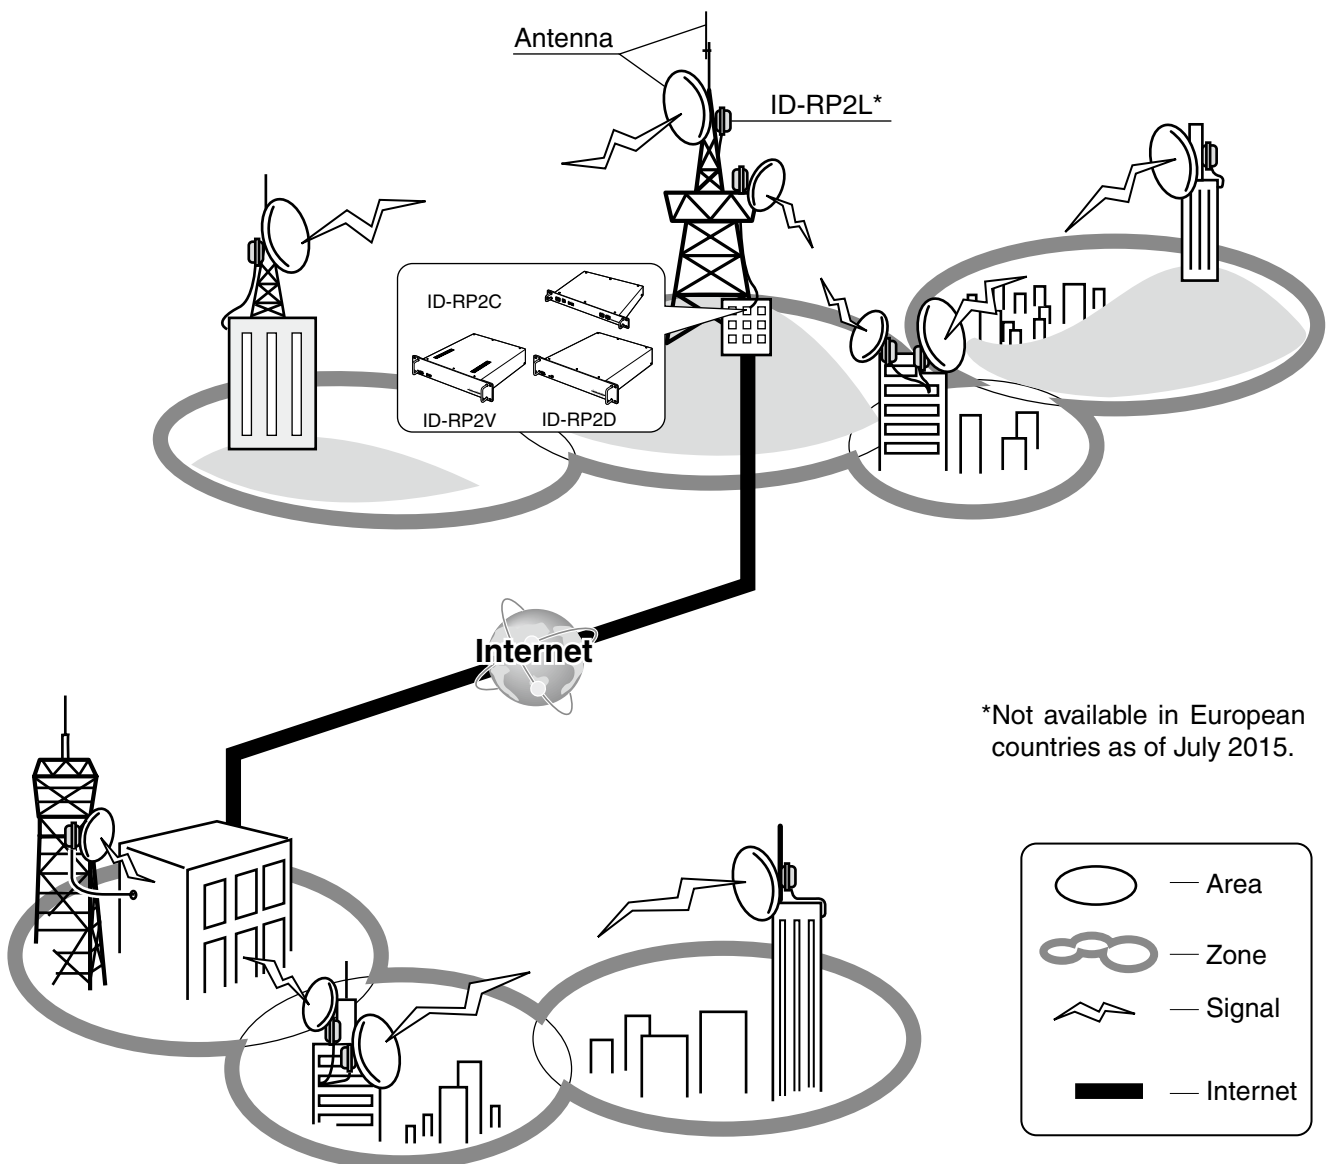 Antenna
ID-RP2L*
ID-RP2C
ID-RP2V
ID-RP2D
Internet
*Not available in European
countries as of July 2015.
Area
Zone
Signal
Internet